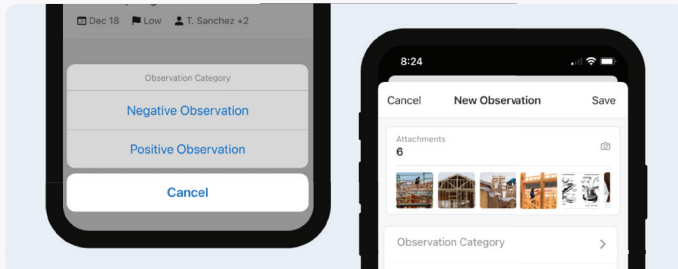 Dec 18 Low T. Sanchez +2
Observation Category
Negative Observation
Positive Observation
Cancel
8:24
Cancel New Observation Save
Attachments
6
Observation Category